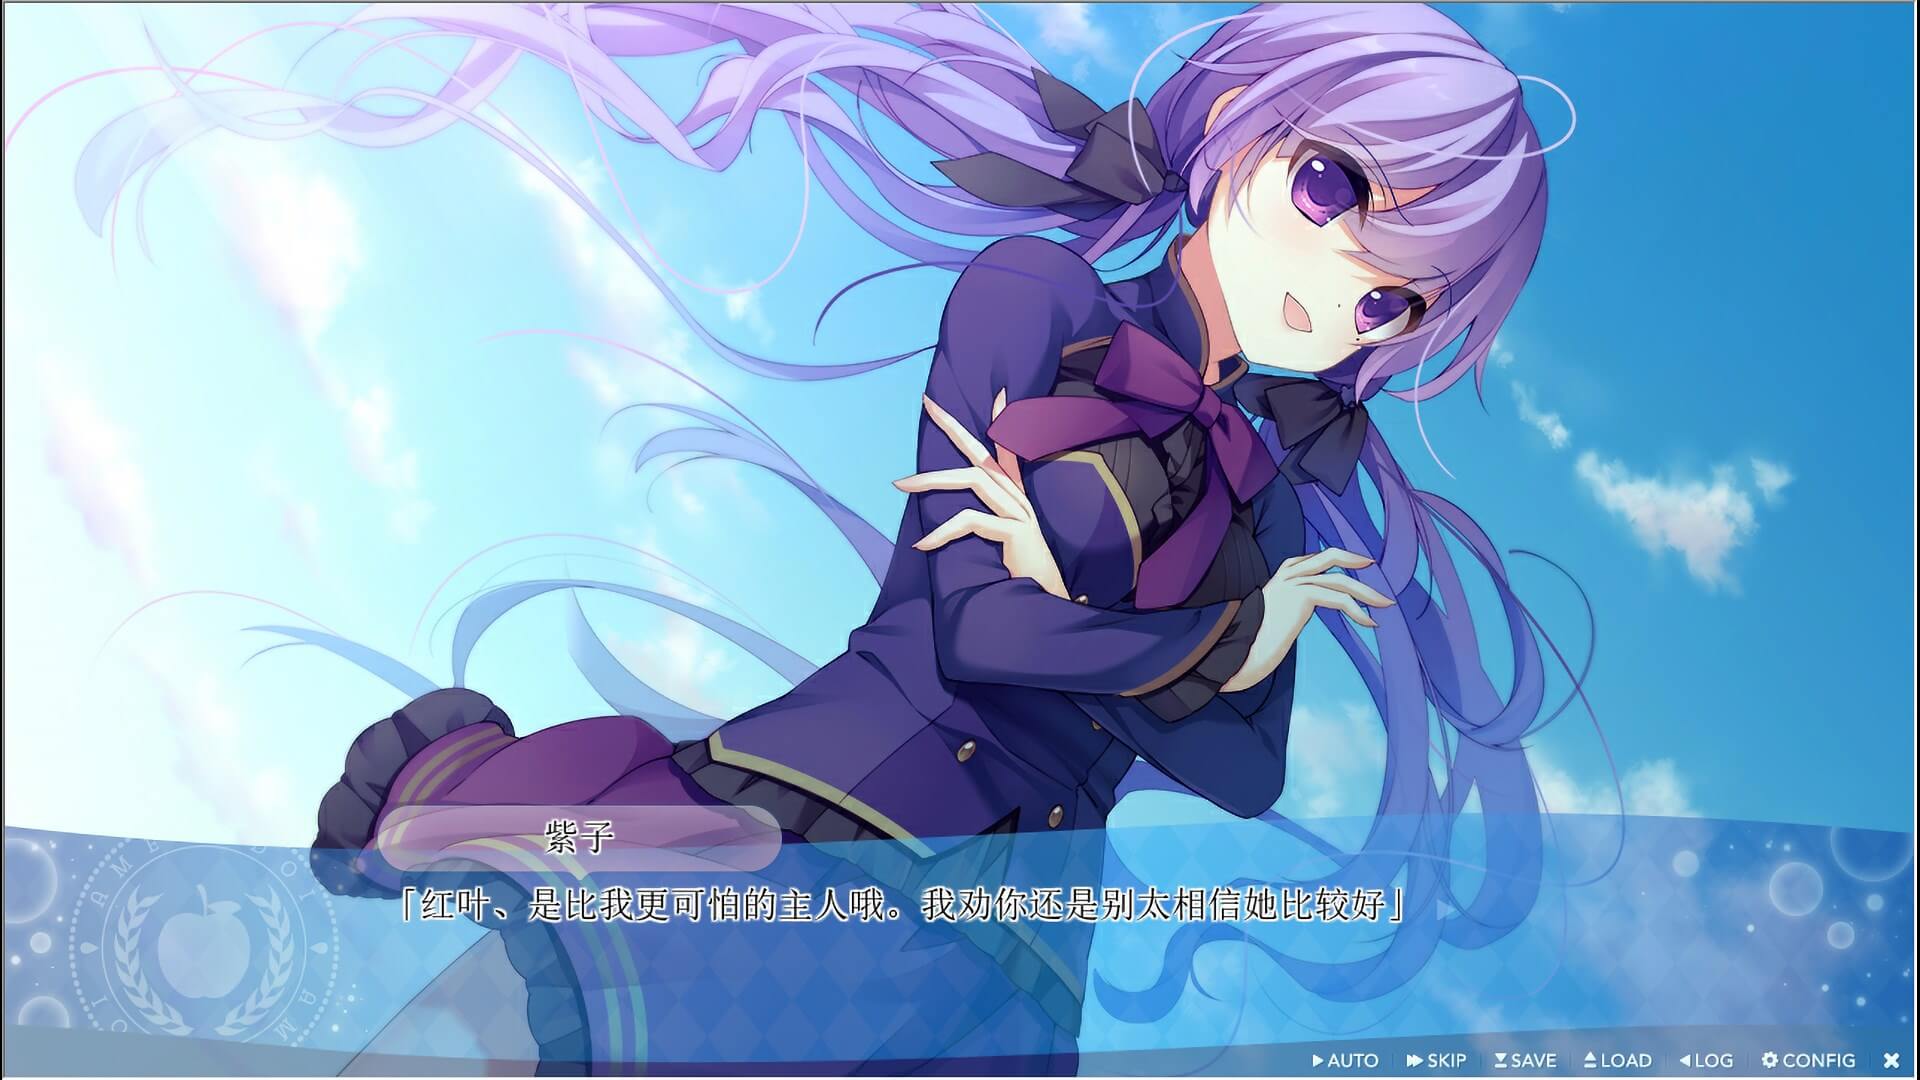 紫子
「红叶、是比我更可怕的主人哦。我劝你还是别太相信她比较好」
AUTO SKIP SAVE LOAD LOG CONFIG